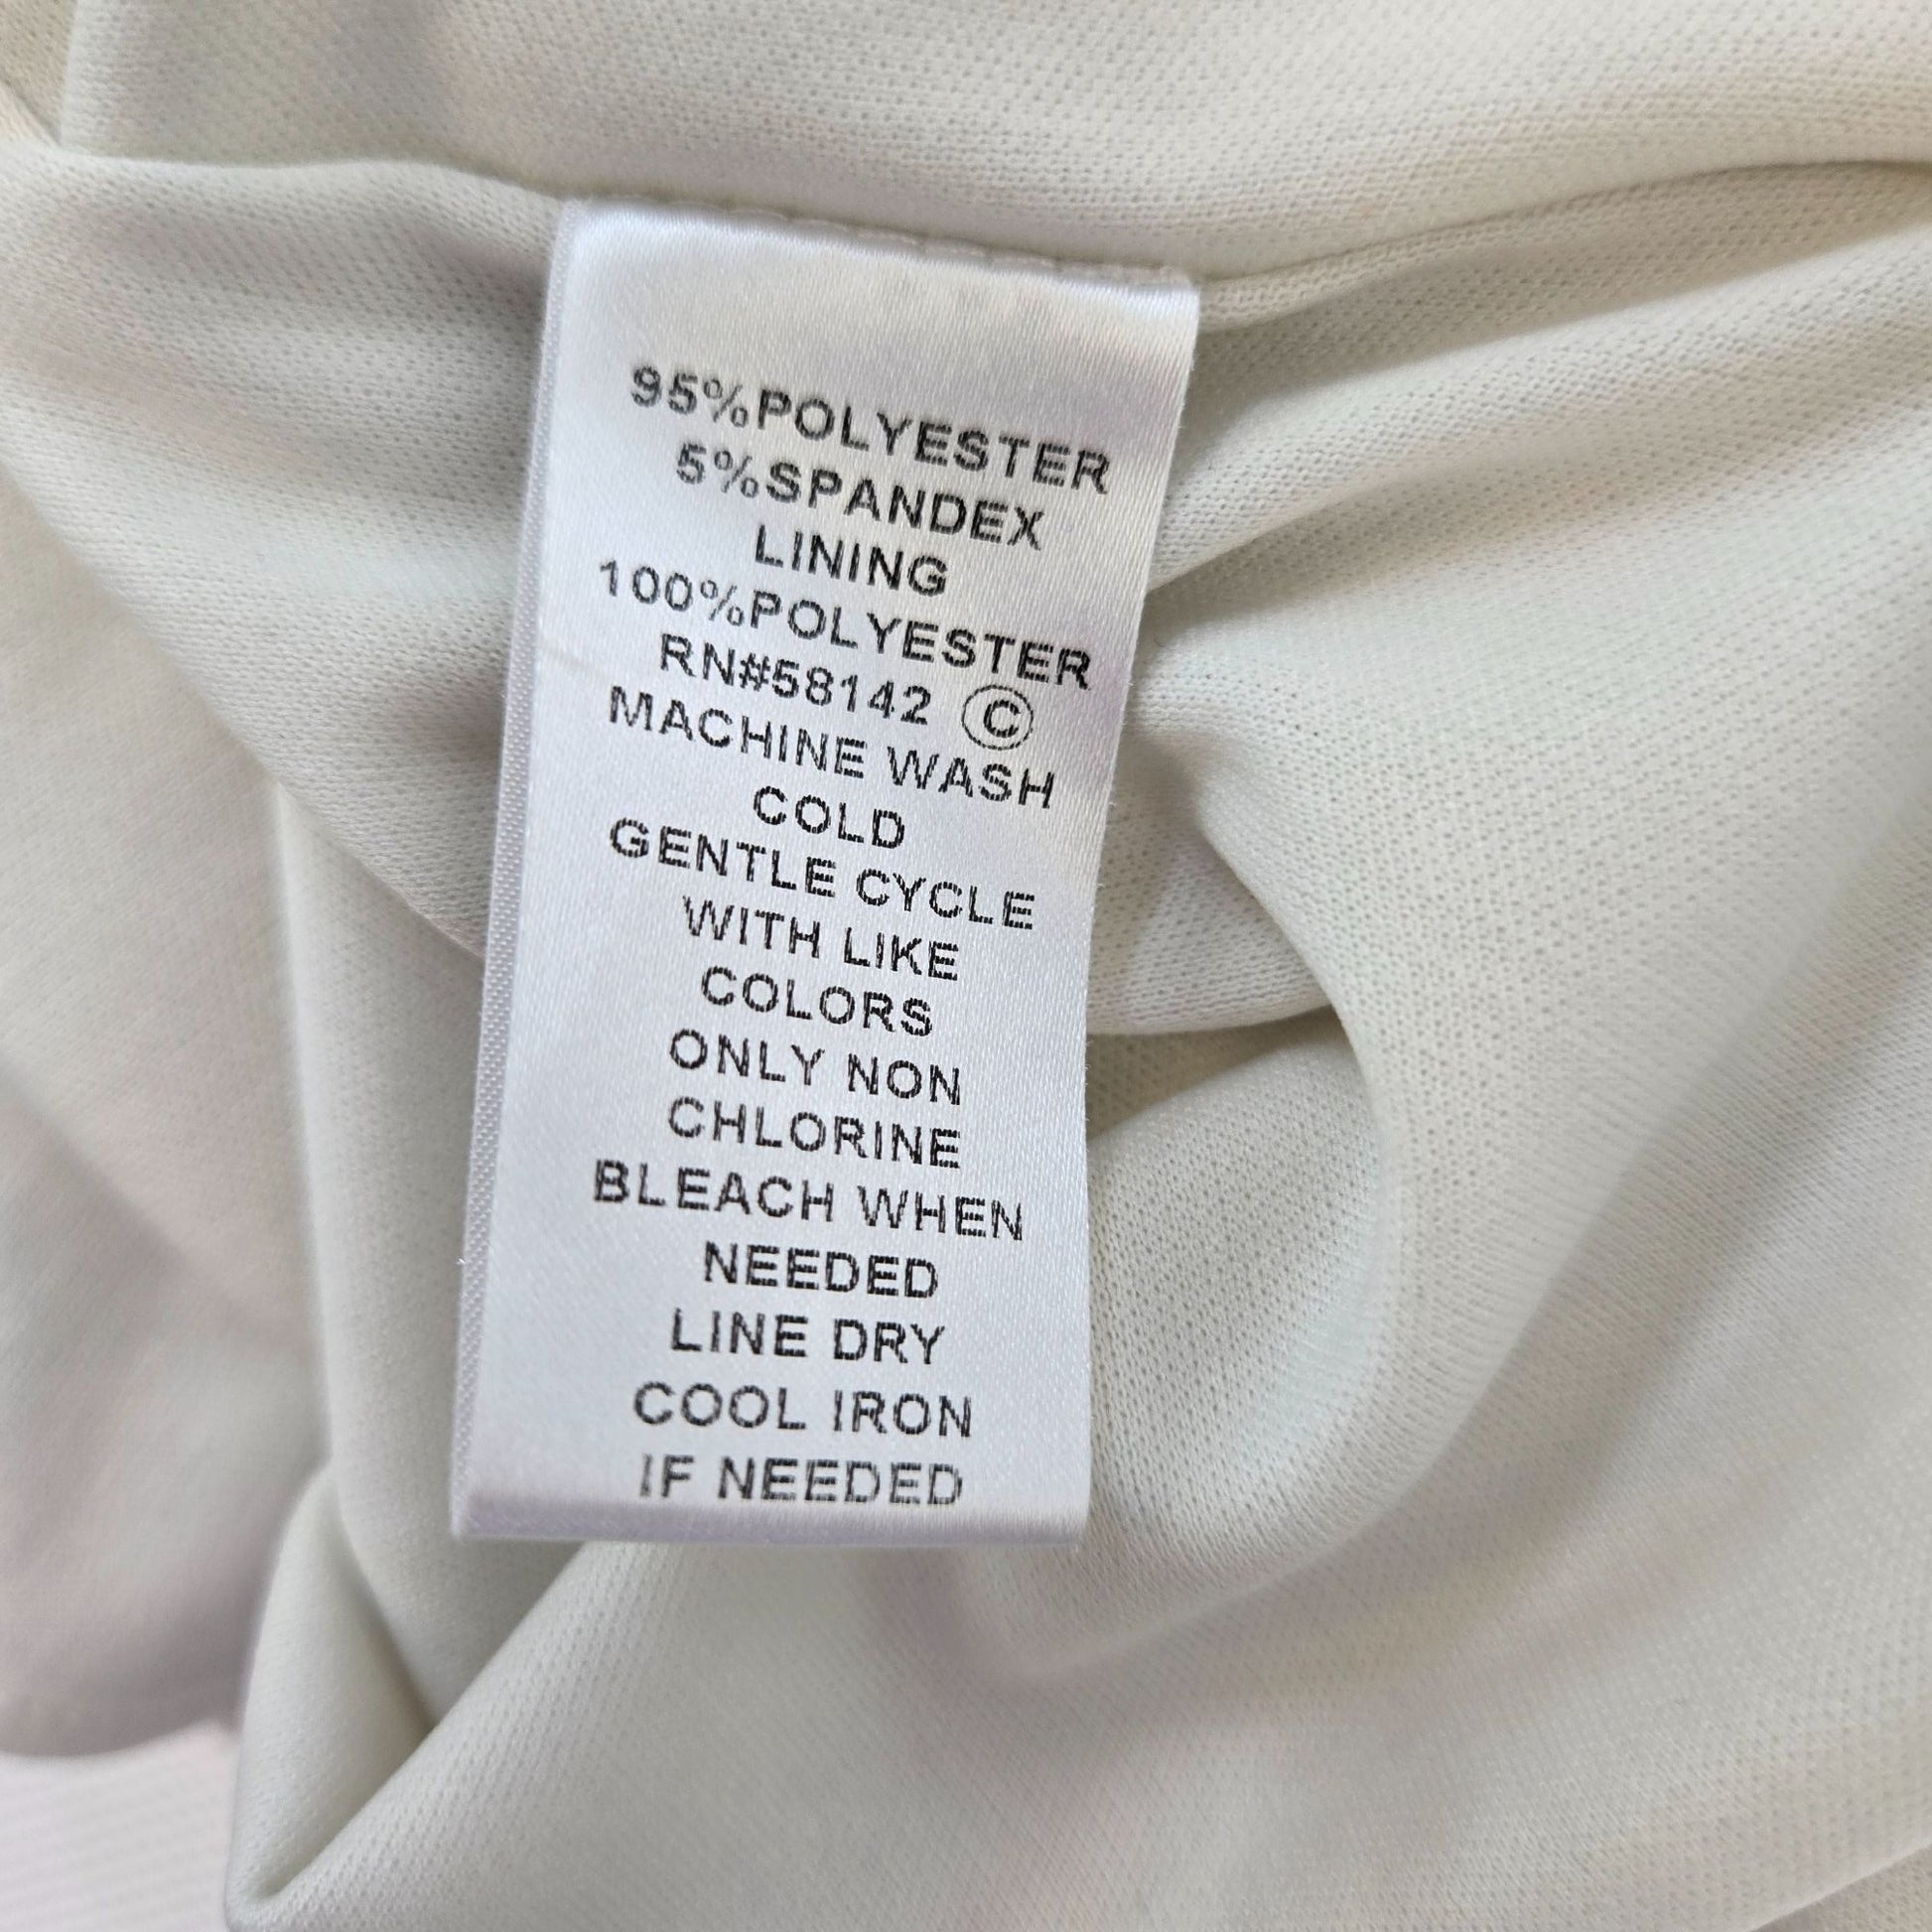 95%POLYESTER
5%SPANDEX
LINING
100%POLYESTER
RN#58142 Ⓒ
MACHINE WASH
COLD
GENTLE CYCLE
WITH LIKE
COLORS
ONLY NON
CHLORINE
BLEACH WHEN
NEEDED
LINE DRY
COOL IRON
IF NEEDED